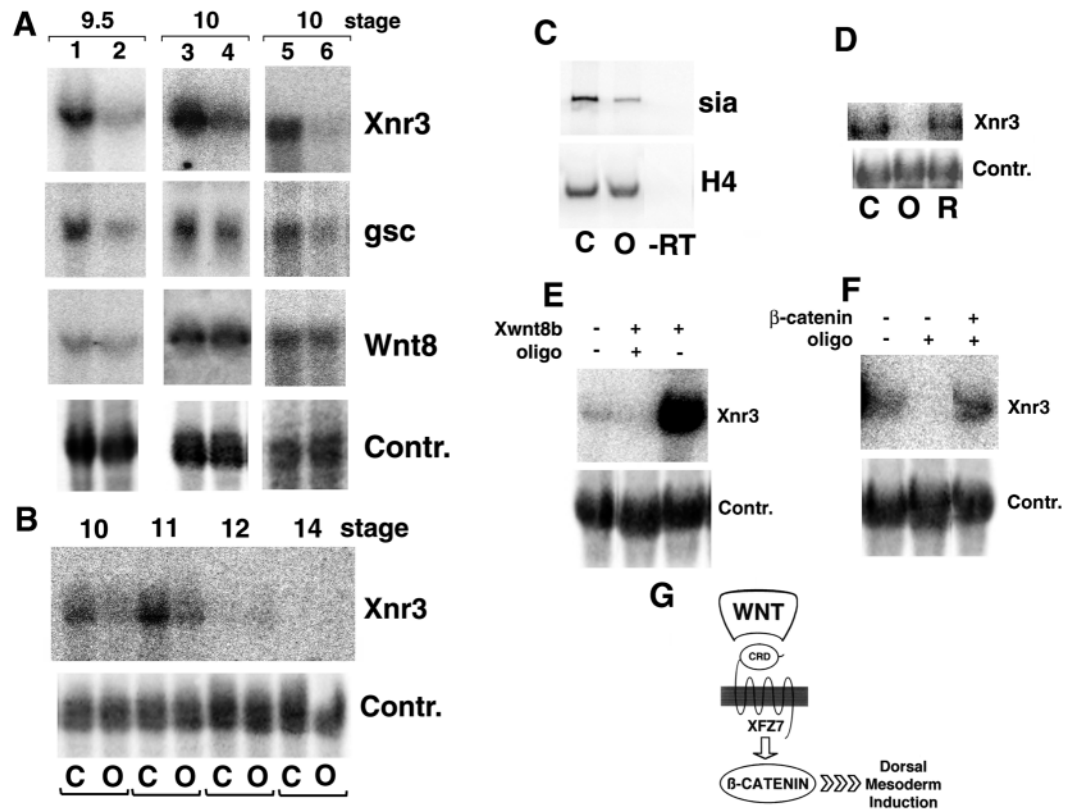 A
9.5 10 10 stage
1 2 3 4 5 6
Xnr3
gsc
Wnt8
Contr.
B
10 11 12 14 stage
Xnr3
Contr.
C O C O C O C O
C
sia
H4
C O -RT
D
Xnr3
Contr.
C O R
E
Xwnt8b - + +
oligo - + -
Xnr3
Contr.
F
β-catenin - - +
oligo - + +
Xnr3
Contr.
G
WNT
CRD
XFZ7
ß-CATENIN
Dorsal
Mesoderm
Induction